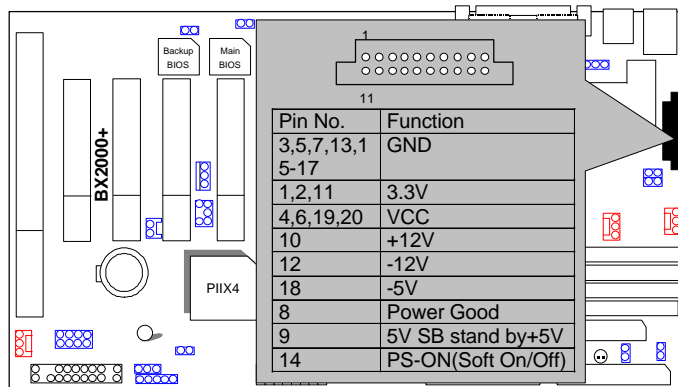 Backup
BIOS
Main
BIOS
BX2000+
PIIX4
1
11
Pin No. Function
3,5,7,13,1
5-17 GND
1,2,11 3.3V
4,6,19,20 VCC
10 +12V
12 -12V
18 -5V
8 Power Good
9 5V SB stand by+5V
14 PS-ON(Soft On/Off)